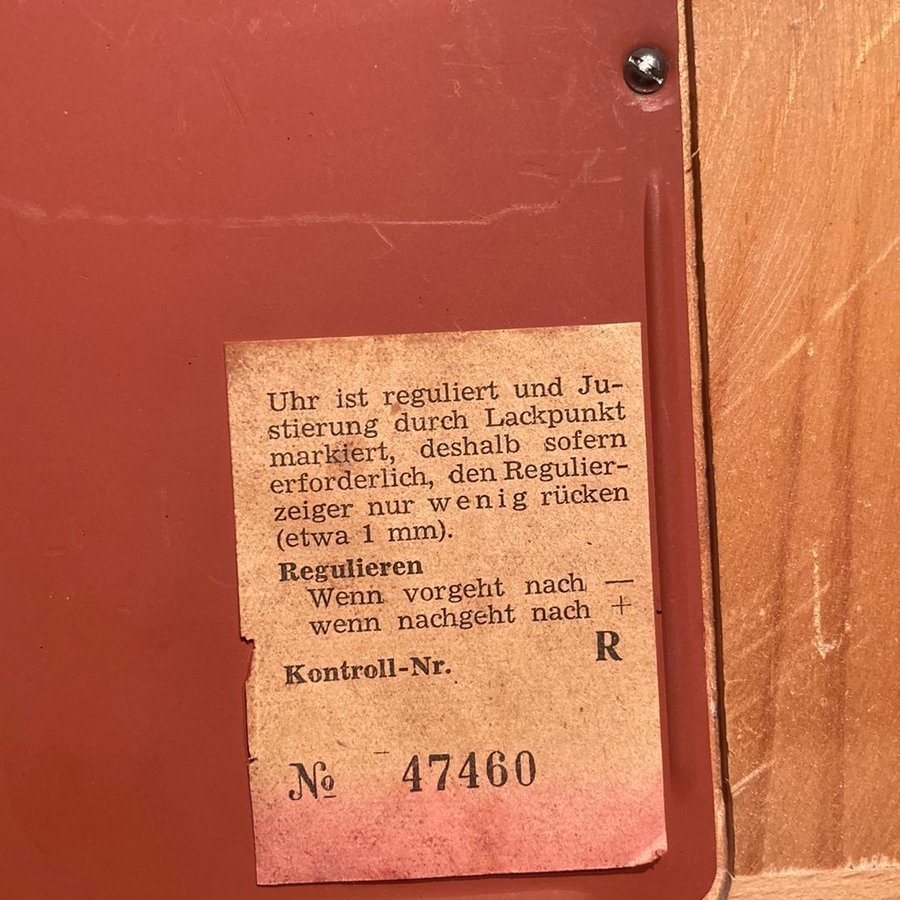 Uhr ist reguliert und Ju-
stierung durch Lackpunkt
markiert, deshalb sofern
erforderlich, den Regulier-
zeiger nur wenig rücken
(etwa 1 mm).
Regulieren
Wenn vorgeht nach —
wenn nachgeht nach +
R
Kontroll-Nr.
№ 47460